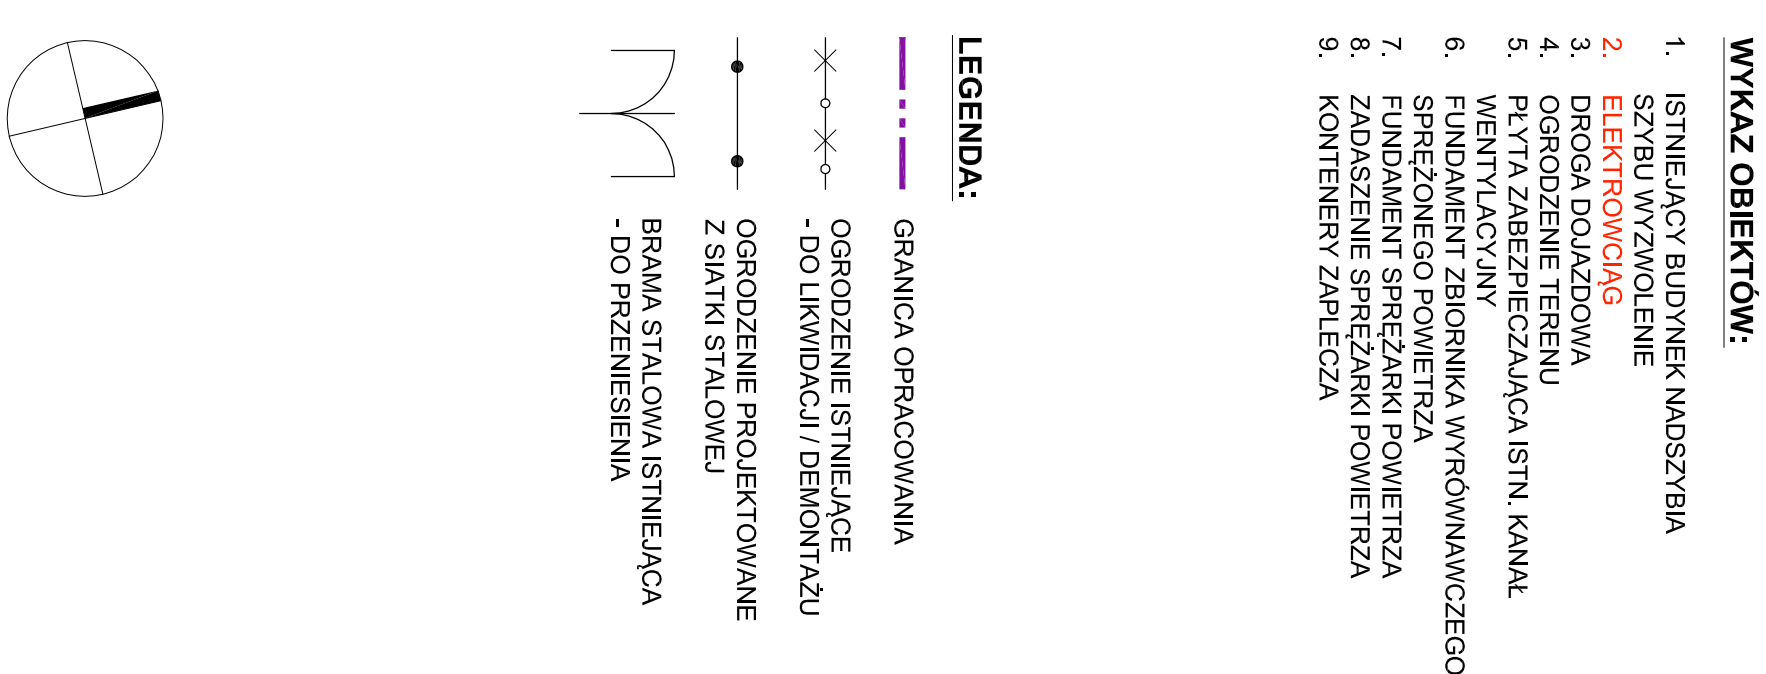 WYKAZ OBIEKTÓW:
1. ISTNIEJĄCY BUDYNEK NADSZYBIA
SZYBU WYZWOLENIE
2. ELEKTROWCIĄG
3. DROGA DOJAZDOWA
4. OGRODZENIE TERENU
5. PŁYTA ZABEZPIECZAJĄCA ISTN. KANAŁ
WENTYLACYJNY
6. FUNDAMENT ZBIORNIKA WYRÓWNAWCZEGO
SPRĘŻONEGO POWIETRZA
7. FUNDAMENT SPRĘŻARKI POWIETRZA
8. ZADASZENIE SPRĘŻARKI POWIETRZA
9. KONTENERY ZAPLECZA
LEGENDA:
GRANICA OPRACOWANIA
OGRODZENIE ISTNIEJĄCE
- DO LIKWIDACJI / DEMONTAŻU
OGRODZENIE PROJEKTOWANE
Z SIATKI STALOWEJ
BRAMA STALOWA ISTNIEJĄCA
- DO PRZENIESIENIA